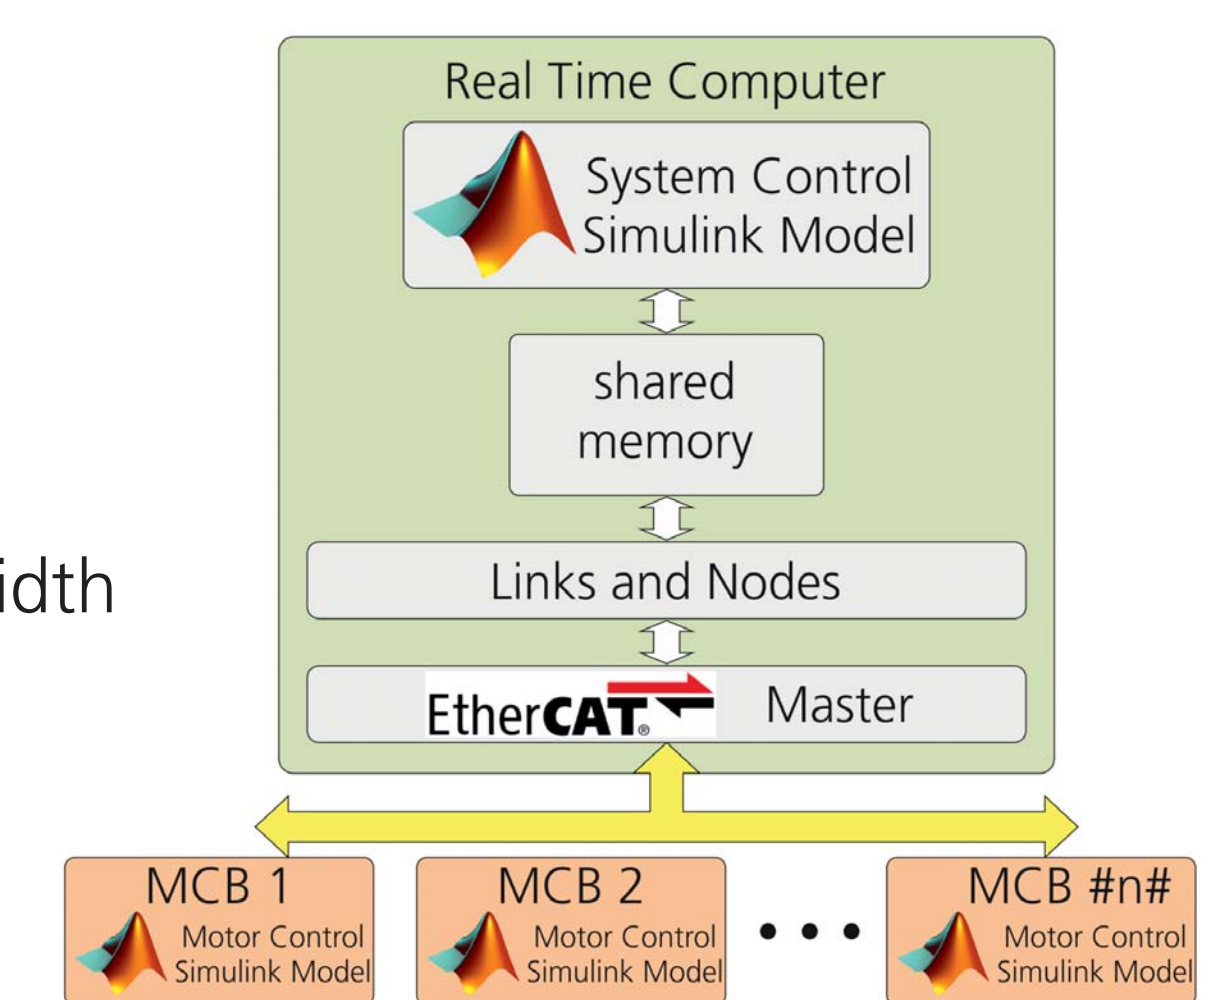 Real Time Computer
System Control
Simulink Model
shared
memory
idth
Links and Nodes
EtherCAT® Master
MCB 1
Motor Control
Simulink Model
MCB 2
Motor Control
Simulink Model
• • •
MCB #n#
Motor Control
Simulink Model